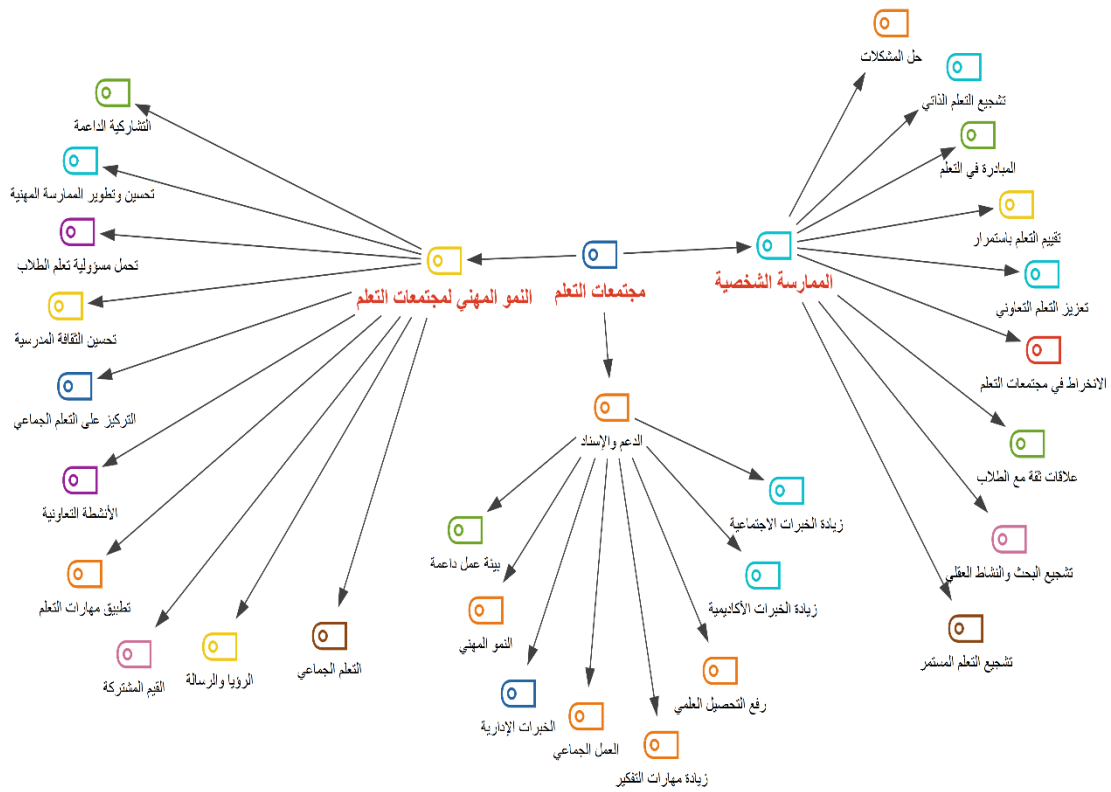 حل المشكلات
تشجيع التعلم الذاتي
المبادرة في التعلم
تقييم التعلم باستمرار
تعزيز التعلم التعاوني
الانخراط في مجتمعات التعلم
علاقات ثقة مع الطلاب
تشجيع البحث والنشاط العقلي
تشجيع التعلم المستمر
الممارسة الشخصية
مجتمعات التعلم
النمو المهني لمجتمعات التعلم
التشاركية الداعمة
تحسين وتطوير الممارسة المهنية
تحمل مسؤولية تعلم الطلاب
تحسين الثقافة المدرسية
التركيز على التعلم الجماعي
الأنشطة التعاونية
تطبيق مهارات التعلم
القيم المشتركة
الرويا والرسالة
التعلم الجماعي
الدعم والإسناد
زيادة الخبرات الاجتماعية
زيادة الخبرات الأكاديمية
رفع التحصيل العلمي
زيادة مهارات التفكير
العمل الجماعي
الخبرات الإدارية
النمو المهني
بيئة عمل داعمة